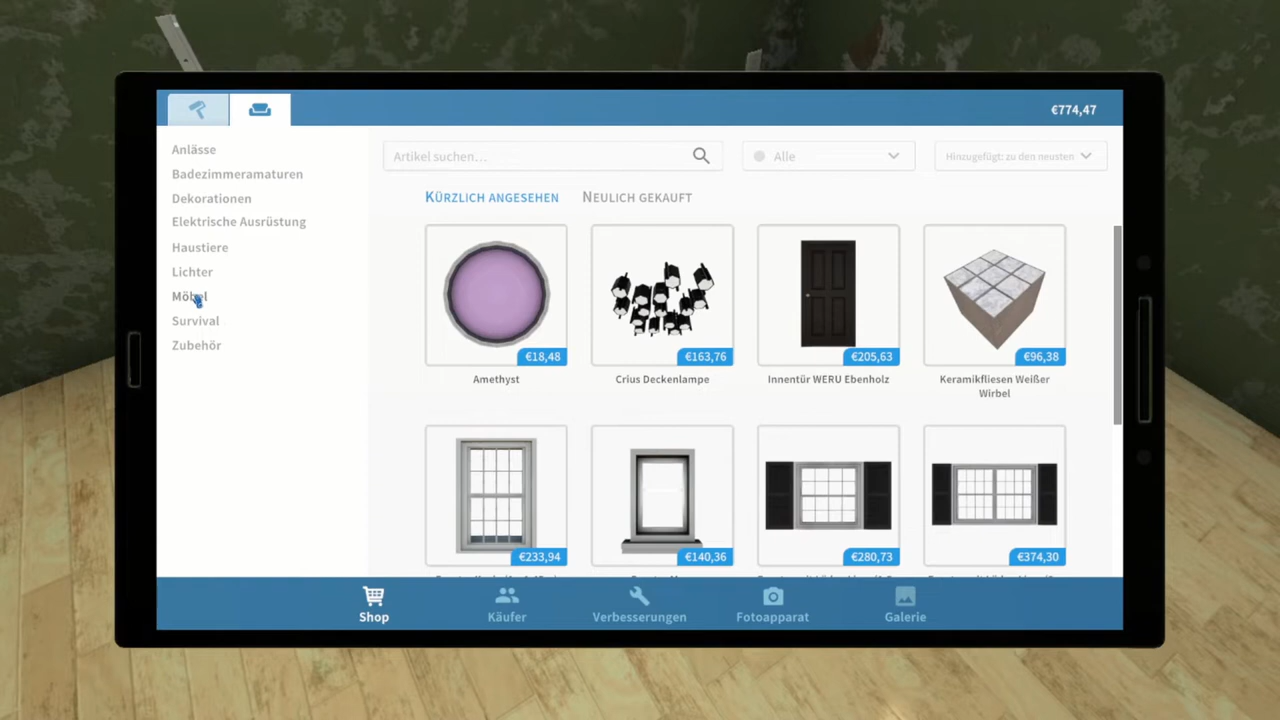 €774,47
Anlässe
Badezimmeramaturen
Dekorationen
Elektrische Ausrüstung
Haustiere
Lichter
Möbel
Survival
Zubehör
Artikel suchen...
Alle
Hinzugefügt: zu den neusten
KÜRZLICH ANGESEHEN
NEULICH GEKAUFT
€18,48
Amethyst
€163,76
Crius Deckenlampe
€205,63
Innentür WERU Ebenholz
€96,38
Keramikfliesen Weißer
Wirbel
€233,94
€140,36
€280,73
€374,30
Shop
Käufer
Verbesserungen
Fotoapparat
Galerie